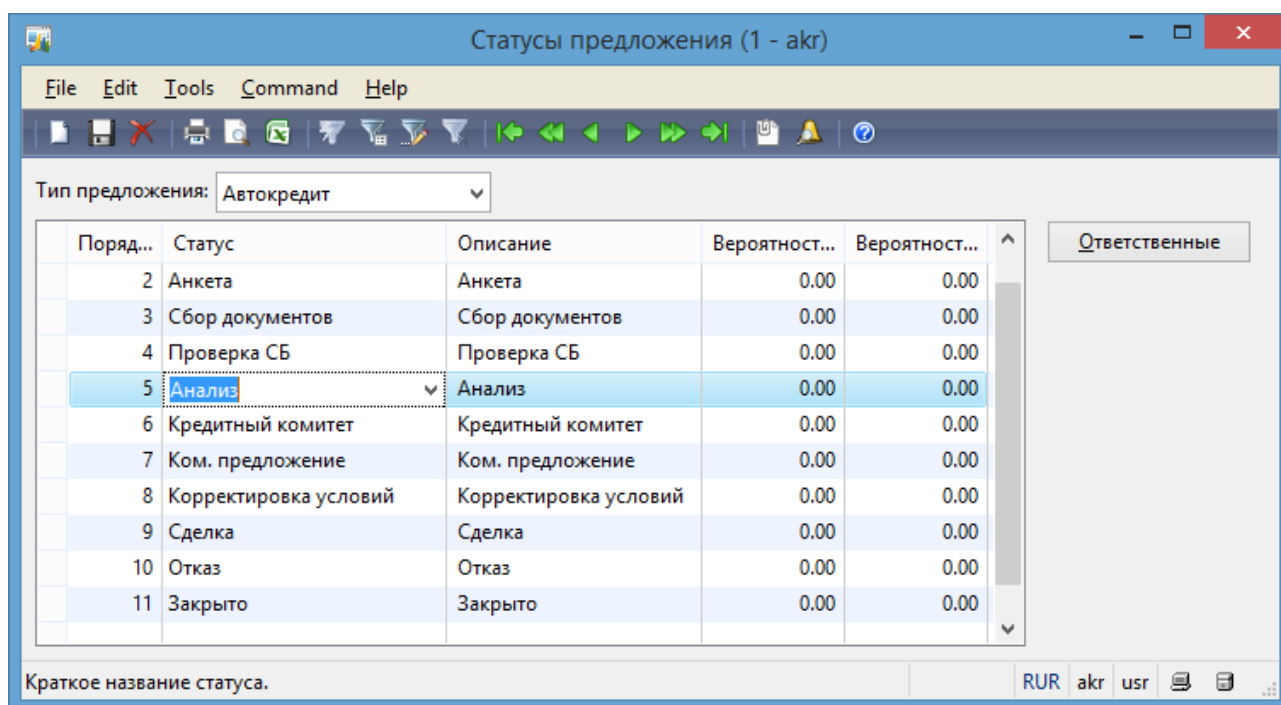 Статусы предложения (1 - akr)
File Edit Tools Command Help
Тип предложения: Автокредит
Поряд... Статус Описание Вероятност... Вероятност... Ответственные
2 Анкета Анкета 0.00 0.00
3 Сбор документов Сбор документов 0.00 0.00
4 Проверка СБ Проверка СБ 0.00 0.00
5 Анализ Анализ 0.00 0.00
6 Кредитный комитет Кредитный комитет 0.00 0.00
7 Ком. предложение Ком. предложение 0.00 0.00
8 Корректировка условий Корректировка условий 0.00 0.00
9 Сделка Сделка 0.00 0.00
10 Отказ Отказ 0.00 0.00
11 Закрыто Закрыто 0.00 0.00
Краткое название статуса. RUR akr usr